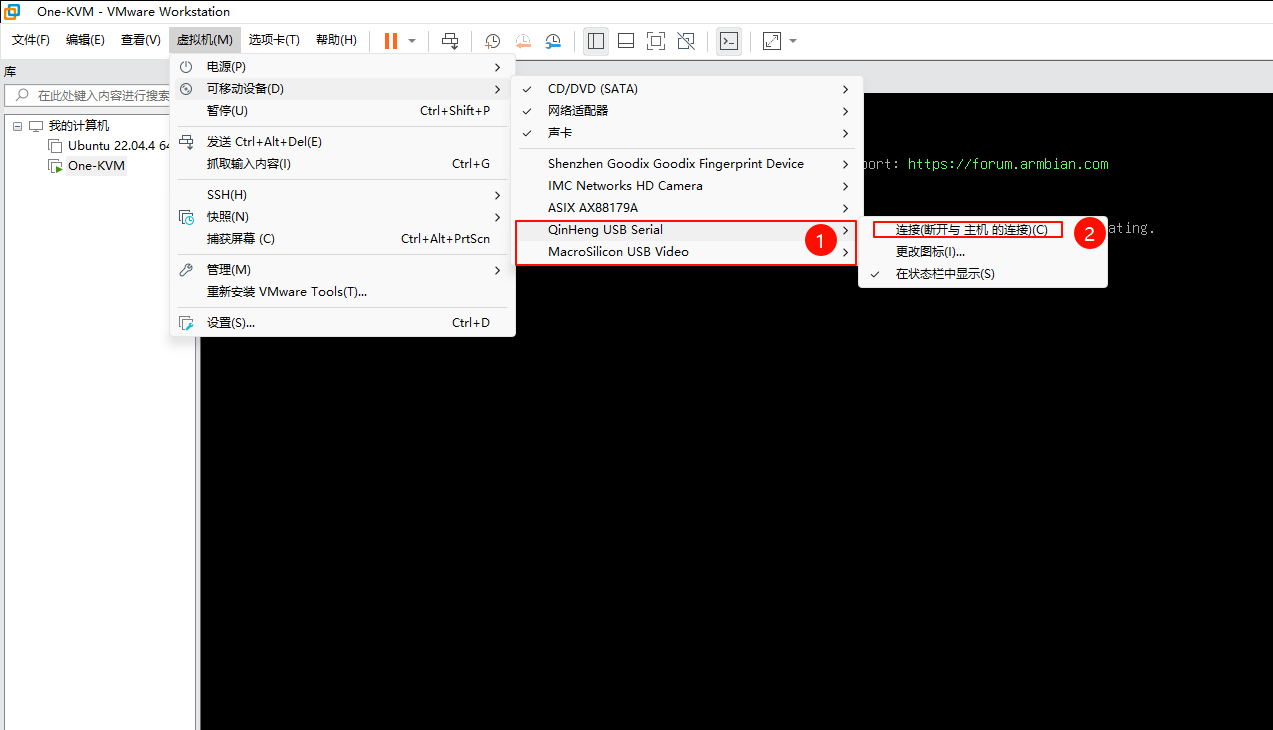 One-KVM - VMware Workstation
文件(F) 编辑(E) 查看(V) 虚拟机(M) 选项卡(T) 帮助(H)
库
在此处键入内容进行搜索
我的计算机
Ubuntu 22.04.4 64
One-KVM
电源(P)
可移动设备(D)
暂停(U) Ctrl+Shift+P
发送 Ctrl+Alt+Del(E)
抓取输入内容(I) Ctrl+G
SSH(H)
快照(N)
捕获屏幕 (C) Ctrl+Alt+PrtScn
管理(M)
重新安装 VMware Tools(T)...
设置(S)... Ctrl+D
CD/DVD (SATA)
网络适配器
声卡
Shenzhen Goodix Goodix Fingerprint Device
IMC Networks HD Camera
ASIX AX88179A
QinHeng USB Serial
MacroSilicon USB Video
1
连接(断开与 主机 的连接)(C)
更改图标(I)...
在状态栏中显示(S)
2
port: https://forum.armbian.com
ating.